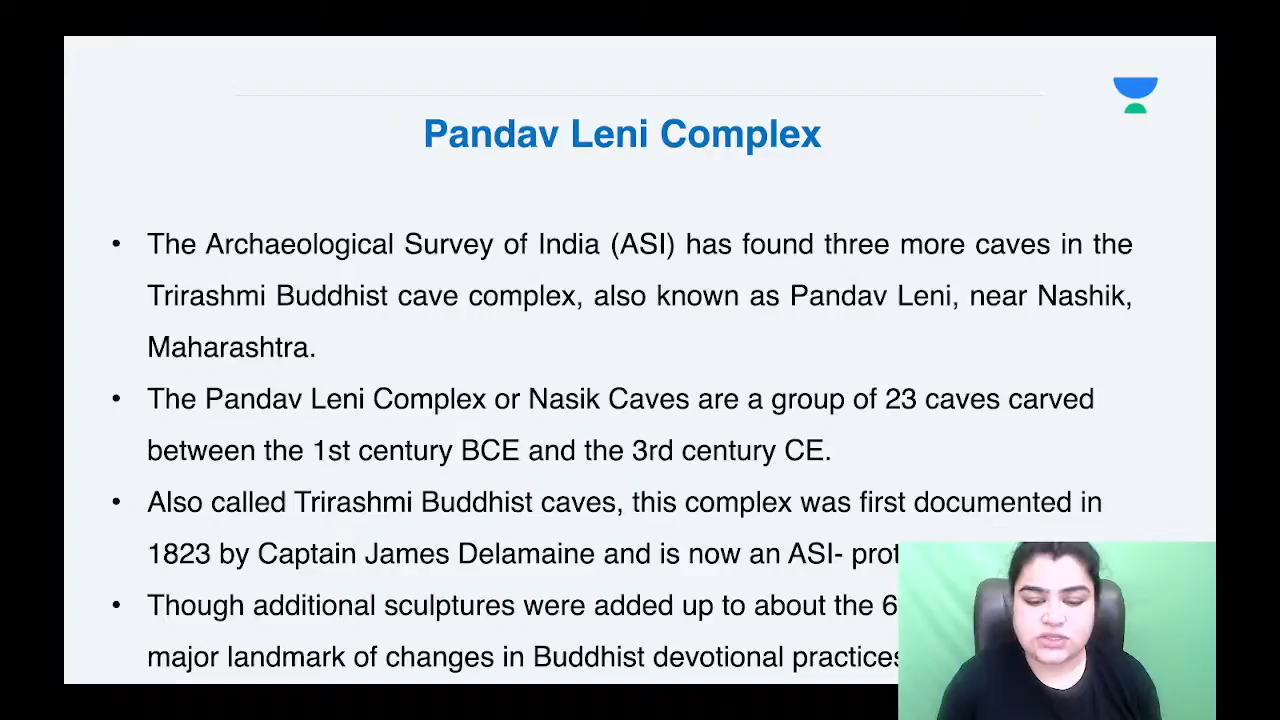 Pandav Leni Complex
• The Archaeological Survey of India (ASI) has found three more caves in the
Trirashmi Buddhist cave complex, also known as Pandav Leni, near Nashik,
Maharashtra.
• The Pandav Leni Complex or Nasik Caves are a group of 23 caves carved
between the 1st century BCE and the 3rd century CE.
• Also called Trirashmi Buddhist caves, this complex was first documented in
1823 by Captain James Delamaine and is now an ASI-
• Though additional sculptures were added up to about the 6
major landmark of changes in Buddhist devotional practices